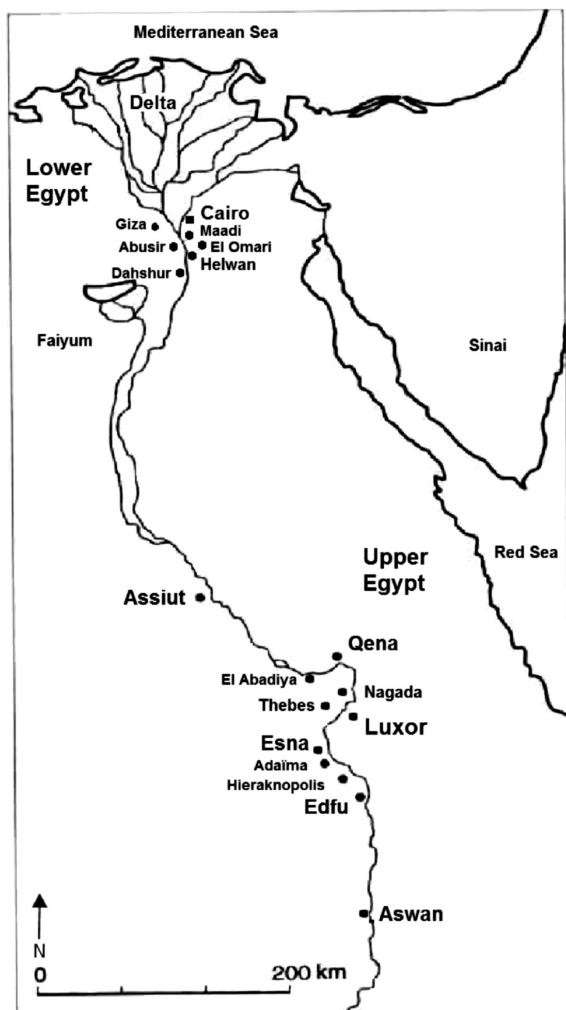 Mediterranean Sea
Delta
Lower
Egypt
Cairo
Giza
Maadi
Abusir
El Omari
Helwan
Dahshur
Faiyum
Sinai
Red Sea
Upper
Egypt
Assiut
Qena
El Abadiya
Nagada
Thebes
Luxor
Esna
Adaïma
Hieraknopolis
Edfu
Aswan
N
0
200 km